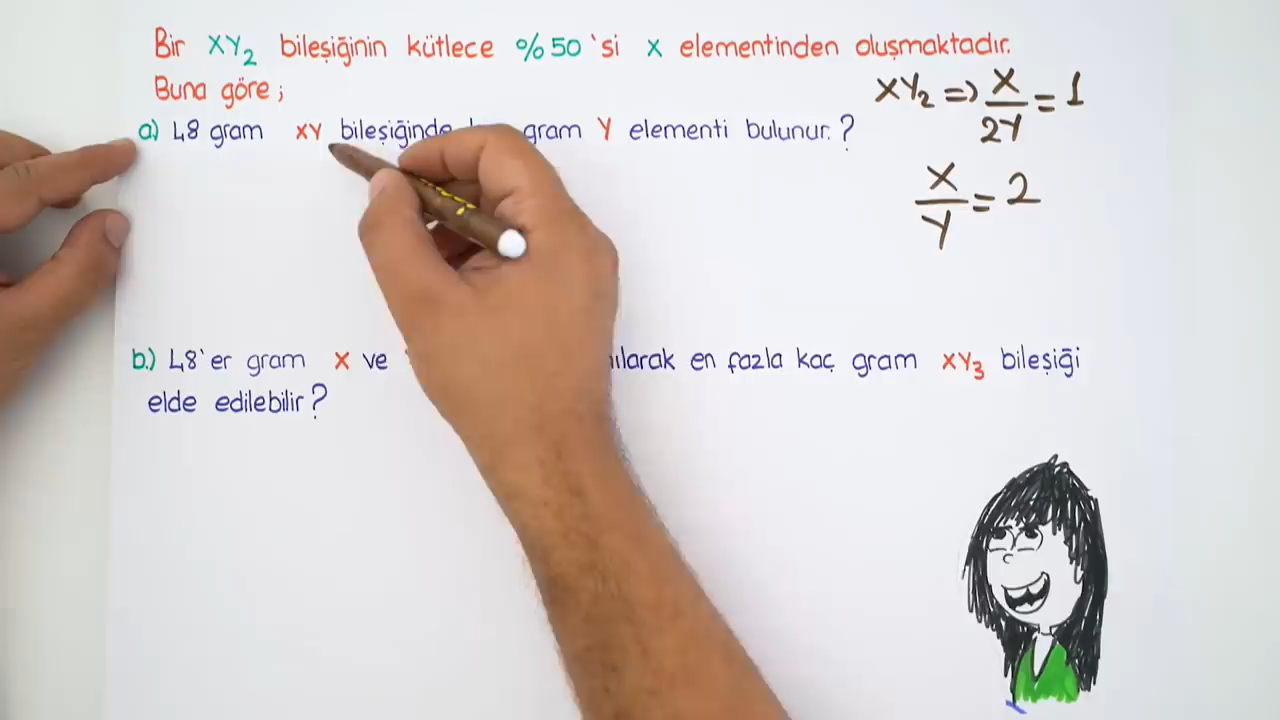 Bir XY₂ bileşiğinin kütlece %50'si X elementinden oluşmaktadır.
Buna göre;
a) 48 gram XY bileşiğinde gram Y elementi bulunur.?
XY₂ => X/2Y = 1
X/Y = 2
b.) 48'er gram X ve en fazla kaç gram XY₃ bileşiği
elde edilebilir?